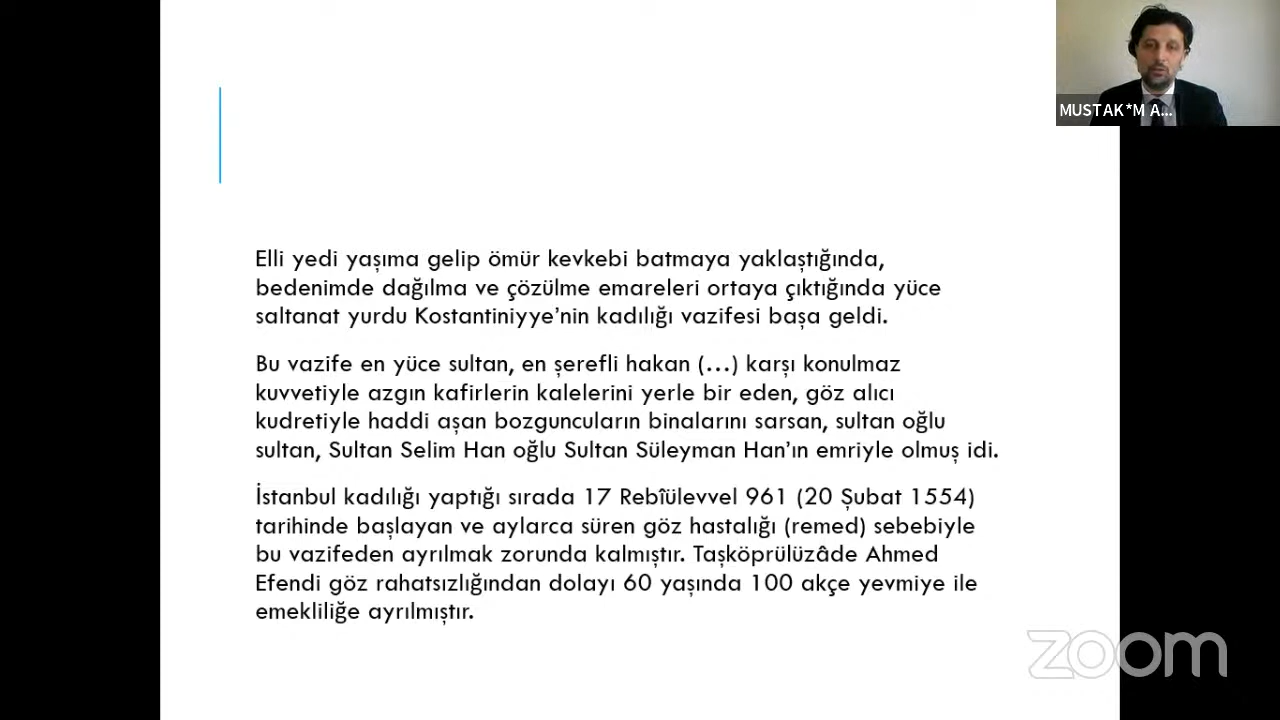 MUSTAK*M A...
Elli yedi yaşıma gelip ömür kevkebi batmaya yaklaştığında,
bedenimde dağılma ve çözülme emareleri ortaya çıktığında yüce
saltanat yurdu Kostantiniyye’nin kadılığı vazifesi başa geldi.
Bu vazife en yüce sultan, en şerefli hakan (…) karşı konulmaz
kuvvetiyle azgın kafirlerin kalelerini yerle bir eden, göz alıcı
kudretiyle haddi aşan bozguncuların binalarını sarsan, sultan oğlu
sultan, Sultan Selim Han oğlu Sultan Süleyman Han’ın emriyle olmuş idi.
İstanbul kadılığı yaptığı sırada 17 Rebîülevvel 961 (20 Şubat 1554)
tarihinde başlayan ve aylarca süren göz hastalığı (remed) sebebiyle
bu vazifeden ayrılmak zorunda kalmıştır. Taşköprülüzâde Ahmed
Efendi göz rahatsızlığından dolayı 60 yaşında 100 akçe yevmiye ile
emekliliğe ayrılmıştır.
zoom